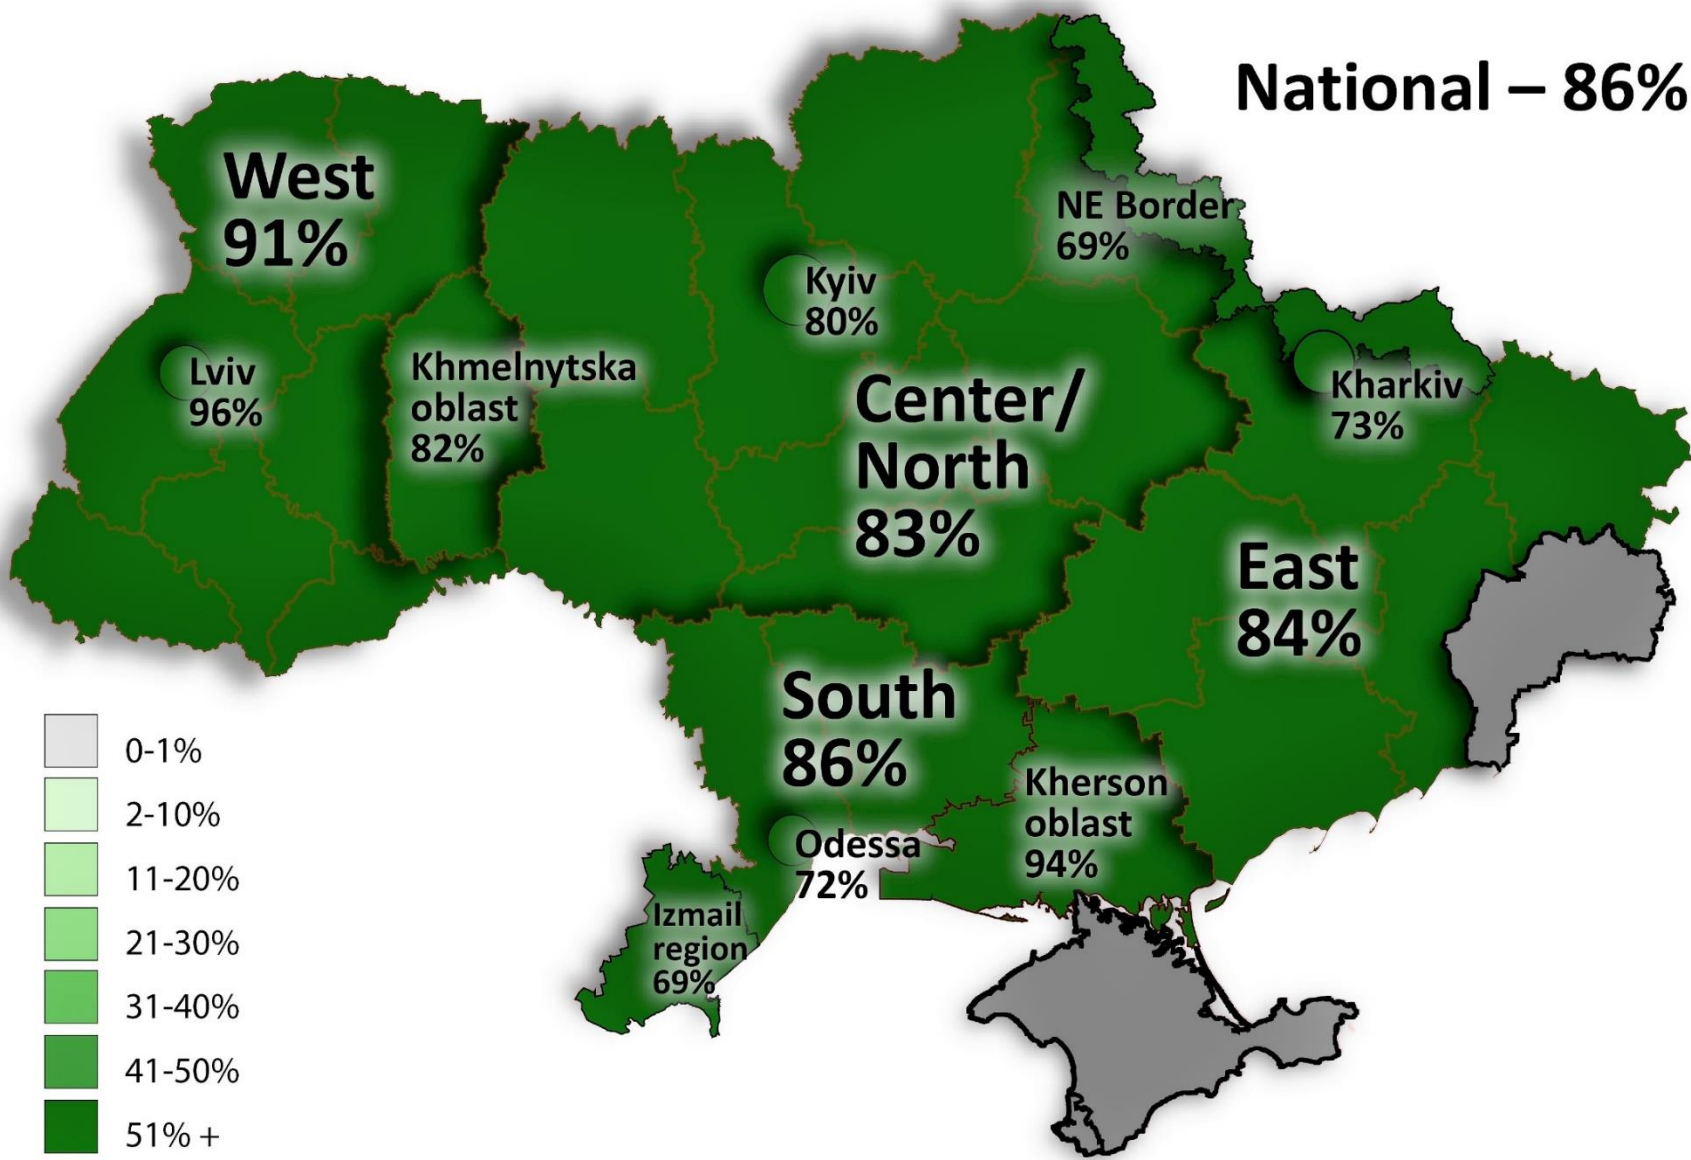 National – 86%
West
91%
NE Border
69%
Kyiv
80%
Lviv
96%
Khmelnytska
oblast
82%
Center/
North
83%
Kharkiv
73%
East
84%
South
86%
Kherson
oblast
94%
Odessa
72%
Izmail
region
69%
0-1%
2-10%
11-20%
21-30%
31-40%
41-50%
51% +